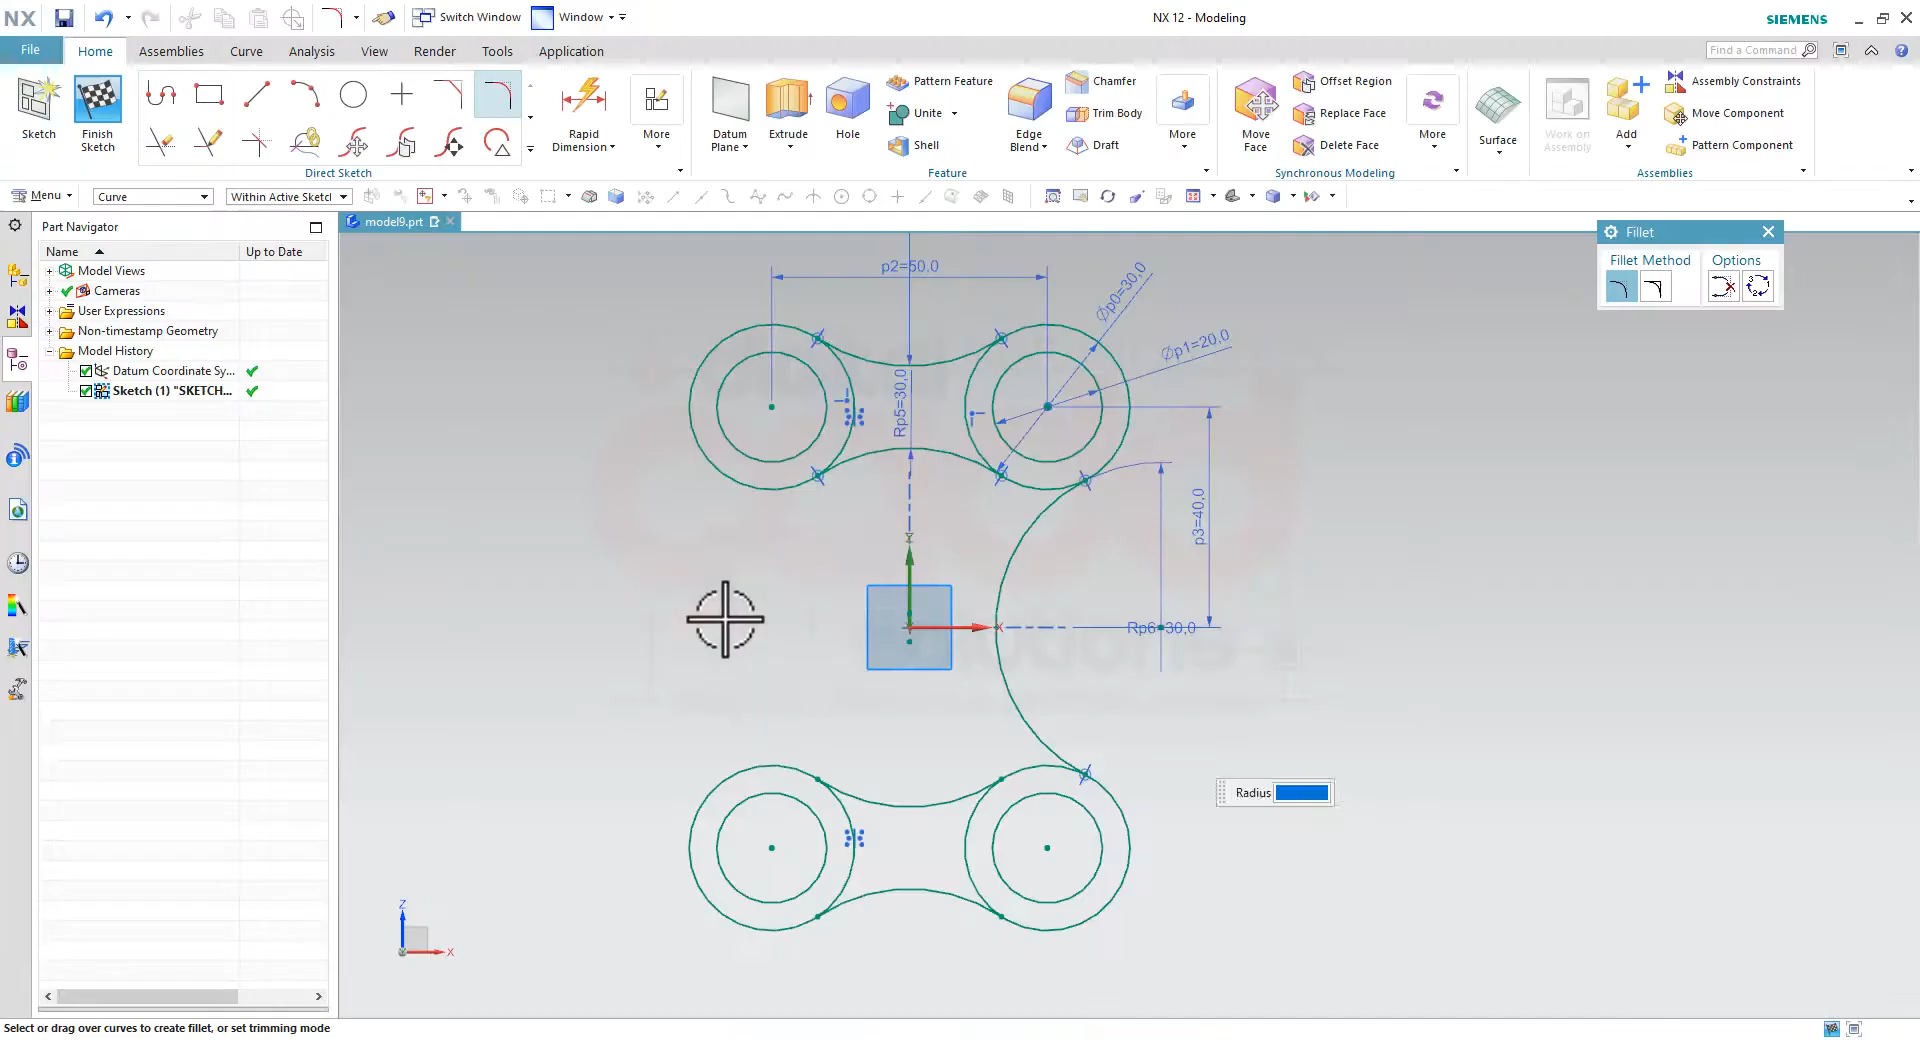 NX
Switch Window
Window
NX 12 - Modeling
SIEMENS
File
Home
Assemblies
Curve
Analysis
View
Render
Tools
Application
Find a Command
Sketch
Finish
Sketch
Rapid
Dimension
More
Direct Sketch
Datum
Plane
Extrude
Hole
Pattern Feature
Unite
Shell
Edge
Blend
Chamfer
Trim Body
Draft
More
Feature
Move
Face
Offset Region
Replace Face
Delete Face
More
Synchronous Modeling
Surface
Work on
Assembly
Add
Assembly Constraints
Move Component
Pattern Component
Assemblies
Menu
Curve
Within Active Sketcl
Part Navigator
model9.prt
Name
Up to Date
Model Views
Cameras
User Expressions
Non-timestamp Geometry
Model History
Datum Coordinate Sy...
Sketch (1) "SKETCH...
Fillet
Fillet Method
Options
p2=50,0
Øp0=30,0
Øp1=20,0
Rp5=30,0
p3=40,0
Y
X
Rp6=30,0
Radius
Z
X
Select or drag over curves to create fillet, or set trimming mode